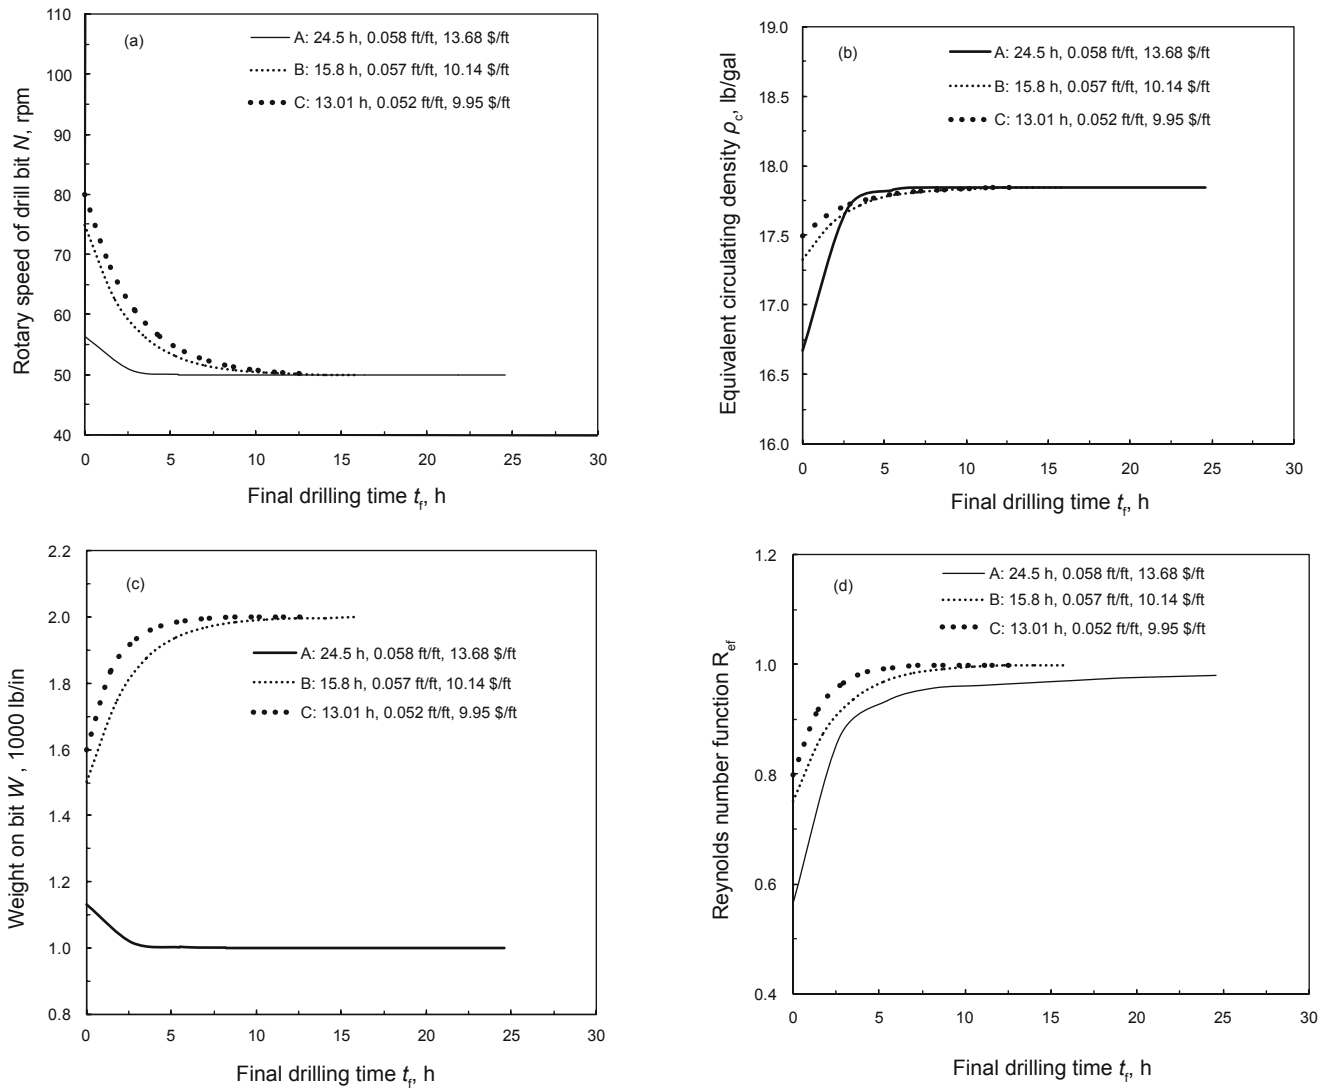 (a)
A: 24.5 h, 0.058 ft/ft, 13.68 $/ft
B: 15.8 h, 0.057 ft/ft, 10.14 $/ft
C: 13.01 h, 0.052 ft/ft, 9.95 $/ft
Rotary speed of drill bit N, rpm
110
100
90
80
70
60
50
40
0 5 10 15 20 25 30
Final drilling time tf, h
(b)
A: 24.5 h, 0.058 ft/ft, 13.68 $/ft
B: 15.8 h, 0.057 ft/ft, 10.14 $/ft
C: 13.01 h, 0.052 ft/ft, 9.95 $/ft
Equivalent circulating density ρc, lb/gal
19.0
18.5
18.0
17.5
17.0
16.5
16.0
0 5 10 15 20 25 30
Final drilling time tf, h
(c)
A: 24.5 h, 0.058 ft/ft, 13.68 $/ft
B: 15.8 h, 0.057 ft/ft, 10.14 $/ft
C: 13.01 h, 0.052 ft/ft, 9.95 $/ft
Weight on bit W , 1000 lb/in
2.2
2.0
1.8
1.6
1.4
1.2
1.0
0.8
0 5 10 15 20 25 30
Final drilling time tf, h
(d)
A: 24.5 h, 0.058 ft/ft, 13.68 $/ft
B: 15.8 h, 0.057 ft/ft, 10.14 $/ft
C: 13.01 h, 0.052 ft/ft, 9.95 $/ft
Reynolds number function Ref
1.2
1.0
0.8
0.6
0.4
0 5 10 15 20 25 30
Final drilling time tf, h